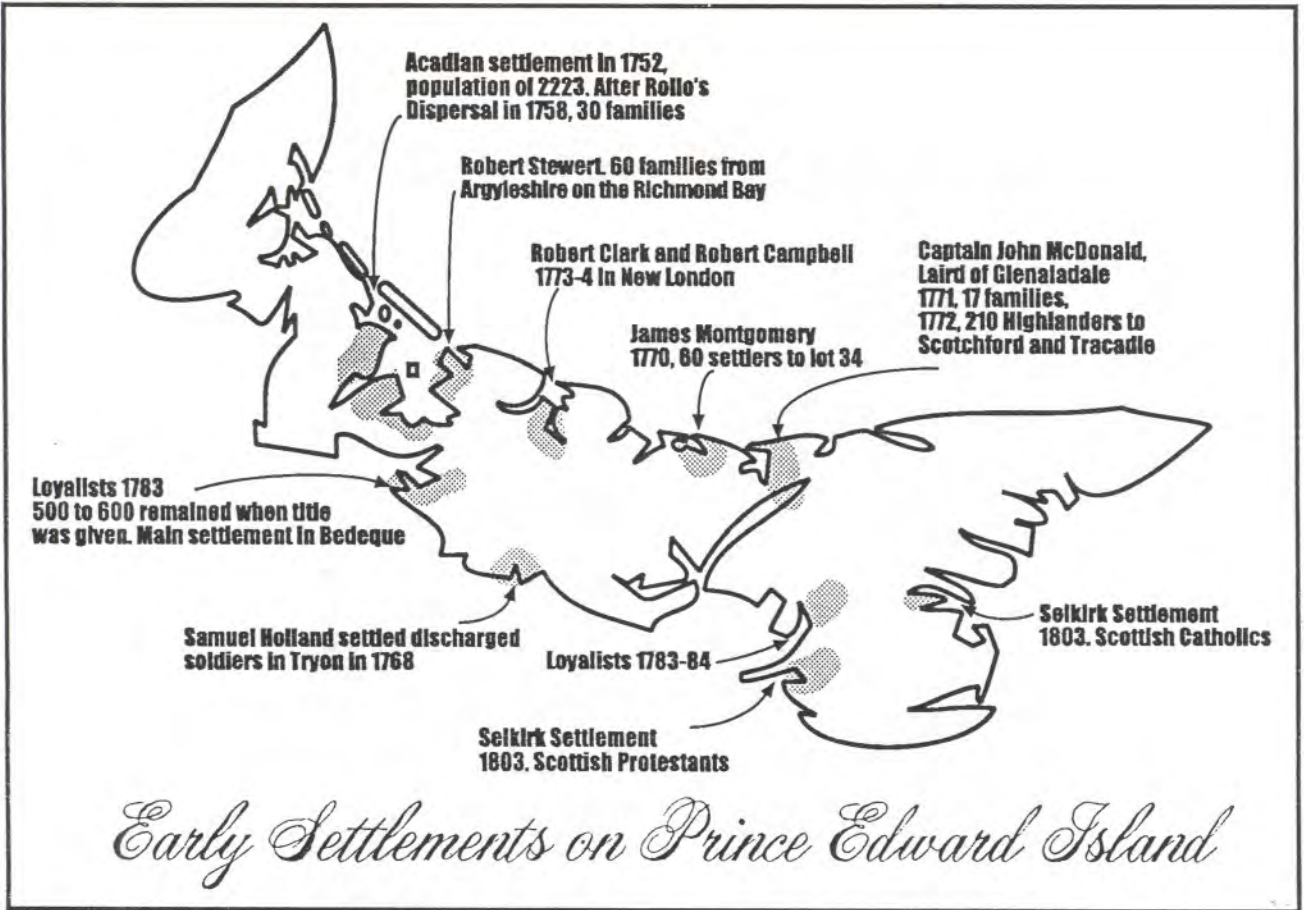 Acadian settlement in 1752,
population of 2223. After Rollo's
Dispersal in 1758, 30 families
Robert Stewert. 60 families from
Argyleshire on the Richmond Bay
Robert Clark and Robert Campbell
1773-4 in New London
Captain John McDonald,
Laird of Glenaladale
1771, 17 families,
1772, 210 Highlanders to
Scotchford and Tracadie
James Montgomery
1770, 60 settlers to lot 34
Loyalists 1783
500 to 600 remained when title
was given. Main settlement in Bedeque
Samuel Holland settled discharged
soldiers in Tryon in 1768
Loyalists 1783-84
Selkirk Settlement
1803. Scottish Catholics
Selkirk Settlement
1803. Scottish Protestants
Early Settlements on Prince Edward Island